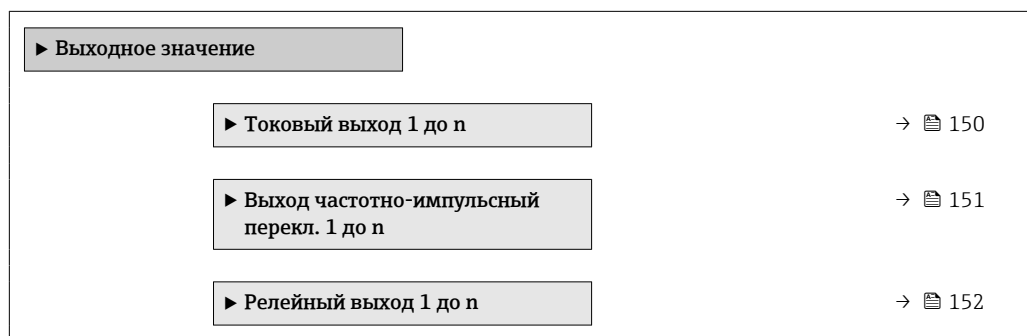 ▶ Выходное значение
▶ Токовый выход 1 до n → 150
▶ Выход частотно-импульсный
перекл. 1 до n → 151
▶ Релейный выход 1 до n → 152